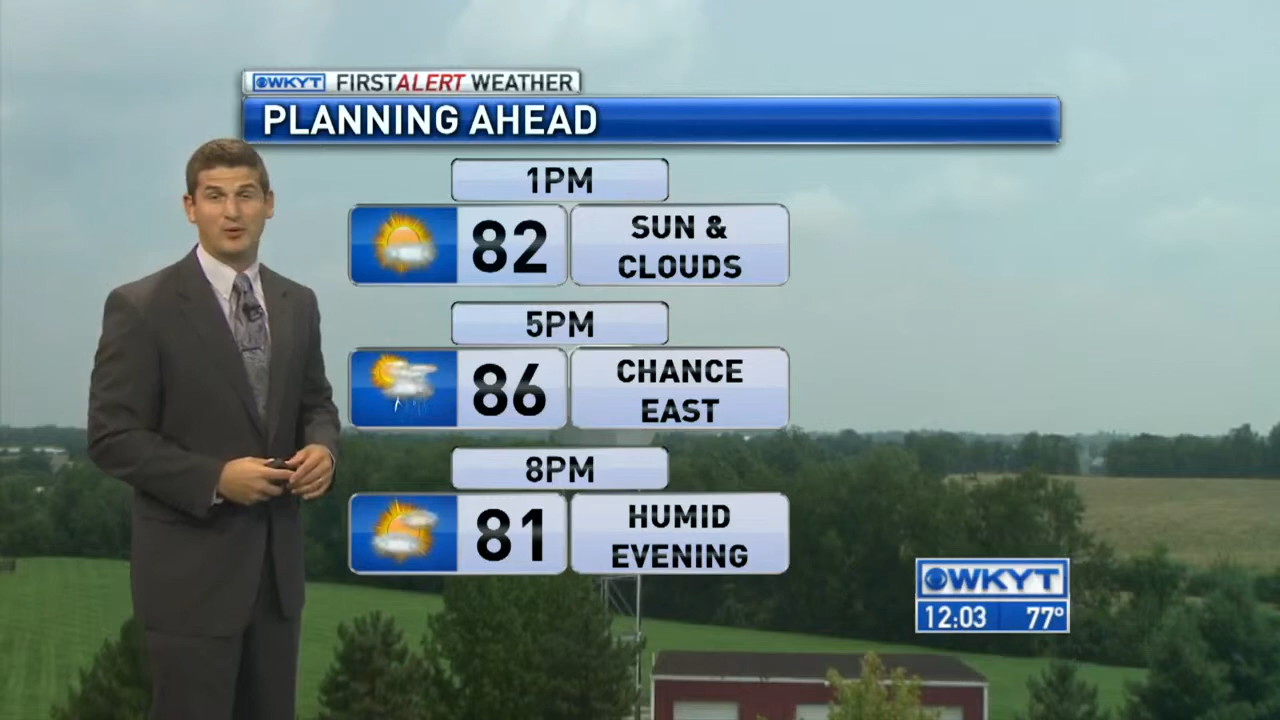 WKYT FIRSTALERT WEATHER
PLANNING AHEAD
1PM
82
SUN &
CLOUDS
5PM
86
CHANCE
EAST
8PM
81
HUMID
EVENING
WKYT
12:03 77°